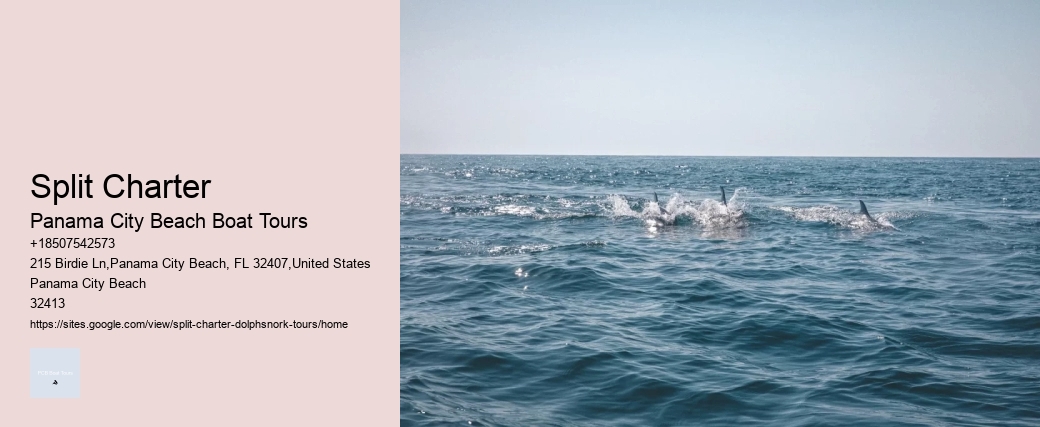 Split Charter
Panama City Beach Boat Tours
+18507542573
215 Birdie Ln,Panama City Beach, FL 32407,United States
Panama City Beach
32413
https://sites.google.com/view/split-charter-dolphsnork-tours/home